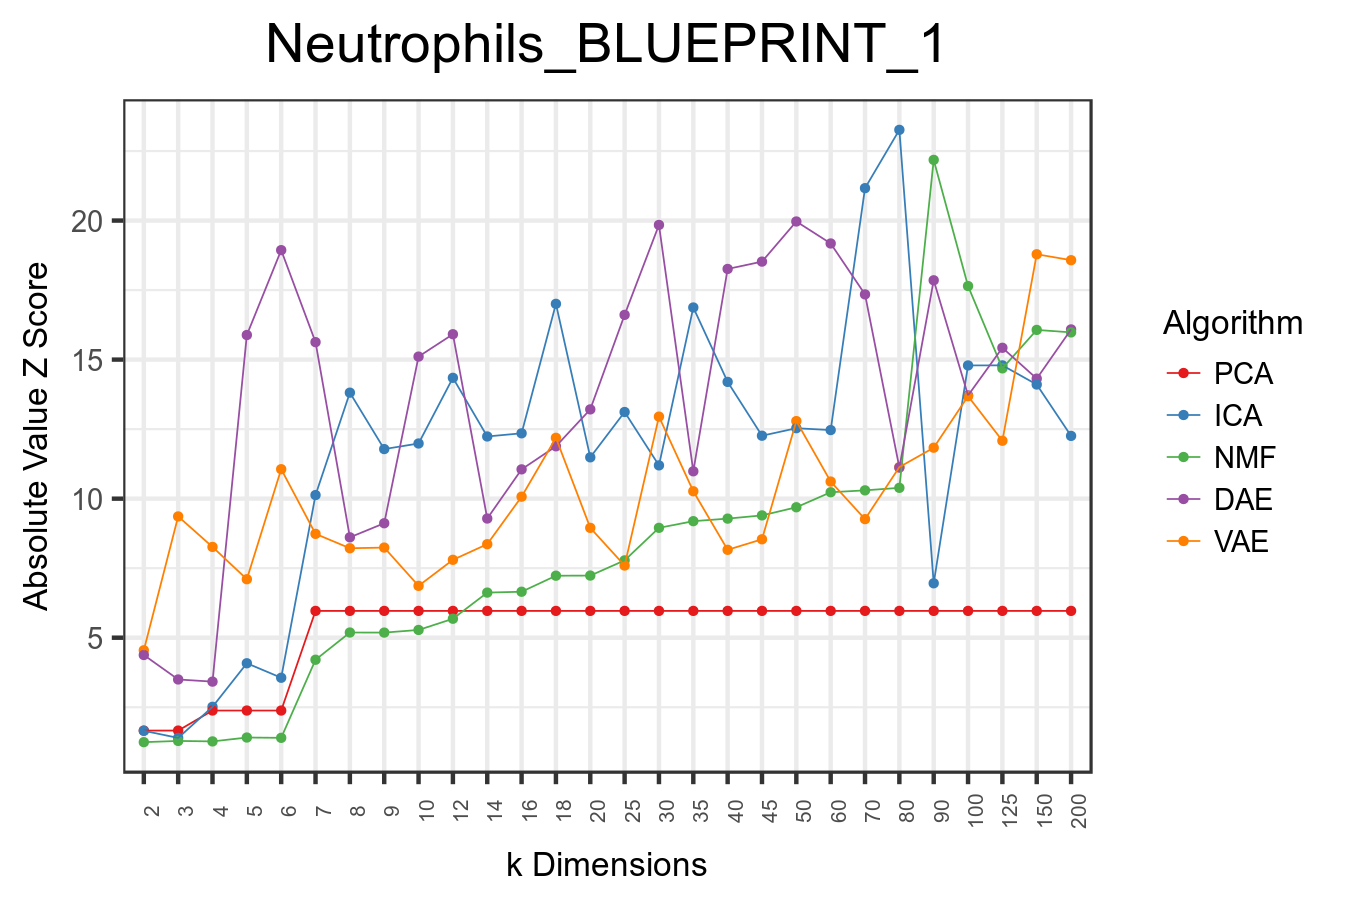 Neutrophils_BLUEPRINT_1
Absolute Value Z Score
20
15
10
5
2 3 4 5 6 7 8 9 10 12 14 16 18 20 25 30 35 40 45 50 60 70 80 90 100 125 150 200
k Dimensions
Algorithm
PCA
ICA
NMF
DAE
VAE